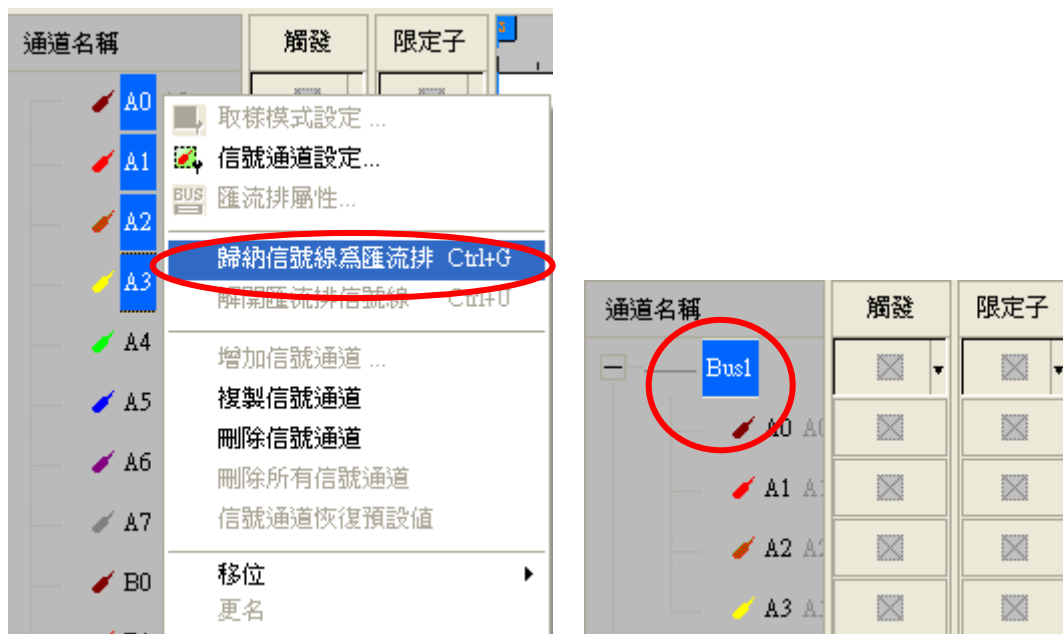 通道名稱 觸發 限定子
A0
取樣模式設定 ...
A1 信號通道設定...
BUS 匯流排屬性...
A2
歸納信號線爲匯流排 Ctrl+G
A3
解開匯流排信號線 Ctrl+U
A4
增加信號通道 ...
A5 複製信號通道
刪除信號通道
A6
刪除所有信號通道
A7 信號通道恢復預設值
B0 移位
更名
通道名稱 觸發 限定子
Bus1
A0 A0
A1 A1
A2 A2
A3